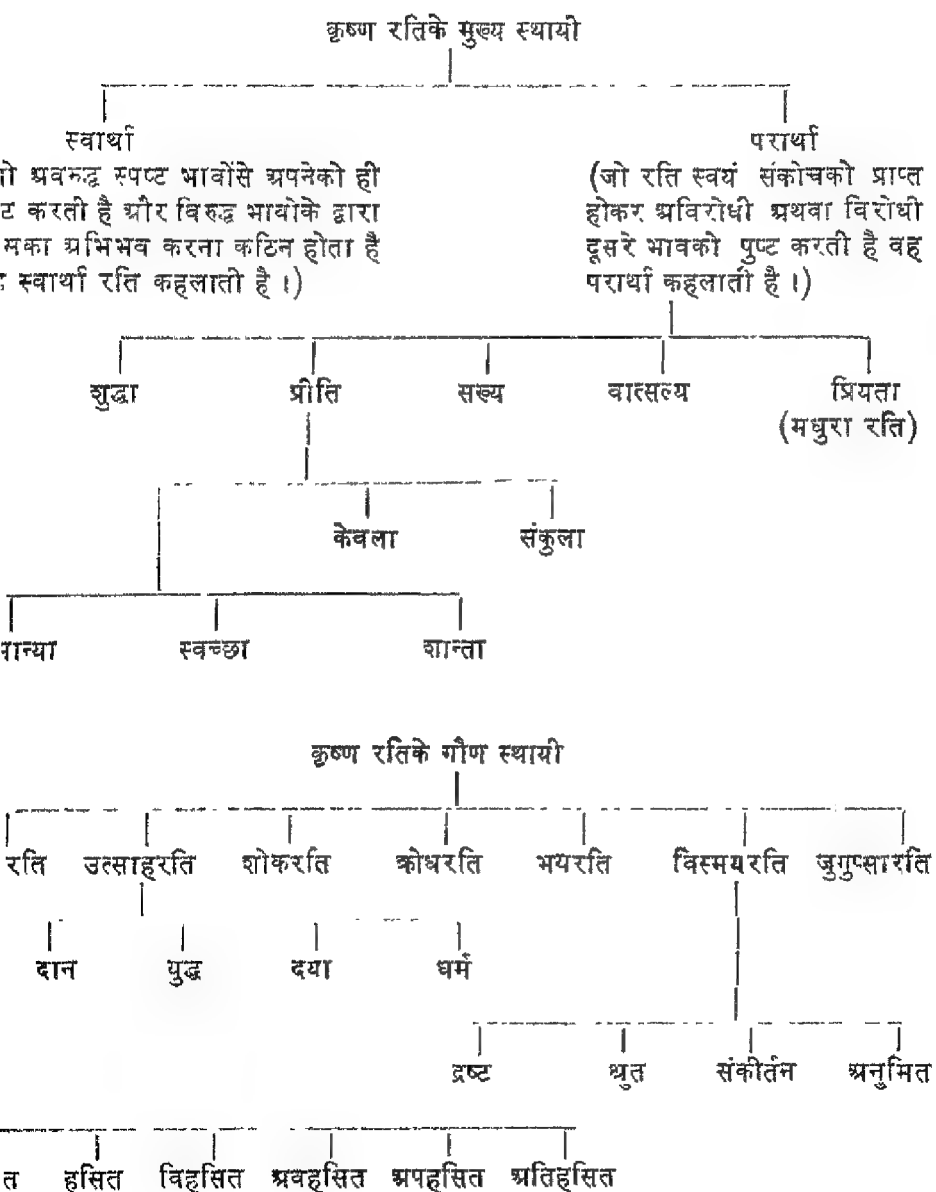 कृष्ण रतिके मुख्य स्थायी
स्वार्था
परार्था
अवरुद्ध स्पष्ट भावोंसे अपनेको ही
करती है और विरुद्ध भावोके द्वारा
अभिभव करना कठिन होता है
स्वार्था रति कहलाती है।)
(जो रति स्वयं संकोचको प्राप्त
होकर अविरोधी अथवा विरोधी
दूसरे भावको पुष्ट करती है वह
परार्था कहलाती है।)
शुद्धा प्रीति सख्य वात्सल्य प्रियता
(मधुरा रति)
केवला संकुला
स्वच्छा शान्ता
कृष्ण रतिके गौण स्थायी
रति उत्साहरति शोकरति क्रोधरति भयरति विस्मयरति जुगुप्सारति
दान युद्ध दया धर्म
द्रष्ट श्रुत संकीर्तन अनुमित
हसित विहसित अवहसित अपहसित अतिहसित